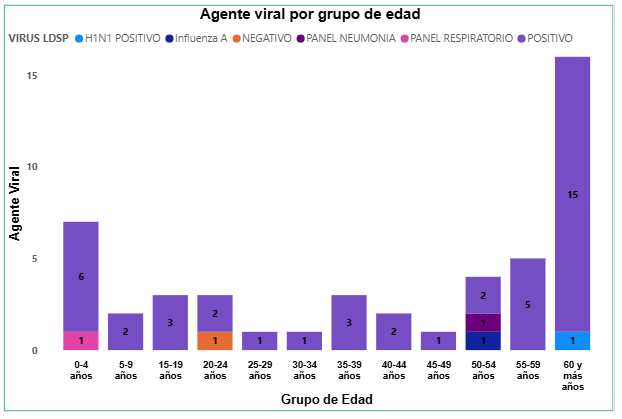 Agente viral por grupo de edad
VIRUS LDSP H1N1 POSITIVO Influenza A NEGATIVO PANEL NEUMONIA PANEL RESPIRATORIO POSITIVO
Agente Viral
15
10
5
0
6
1
2
3
2
1
1
1
3
2
1
2
1
1
5
15
1
0-4 años
5-9 años
15-19 años
20-24 años
25-29 años
30-34 años
35-39 años
40-44 años
45-49 años
50-54 años
55-59 años
60 y más años
Grupo de Edad